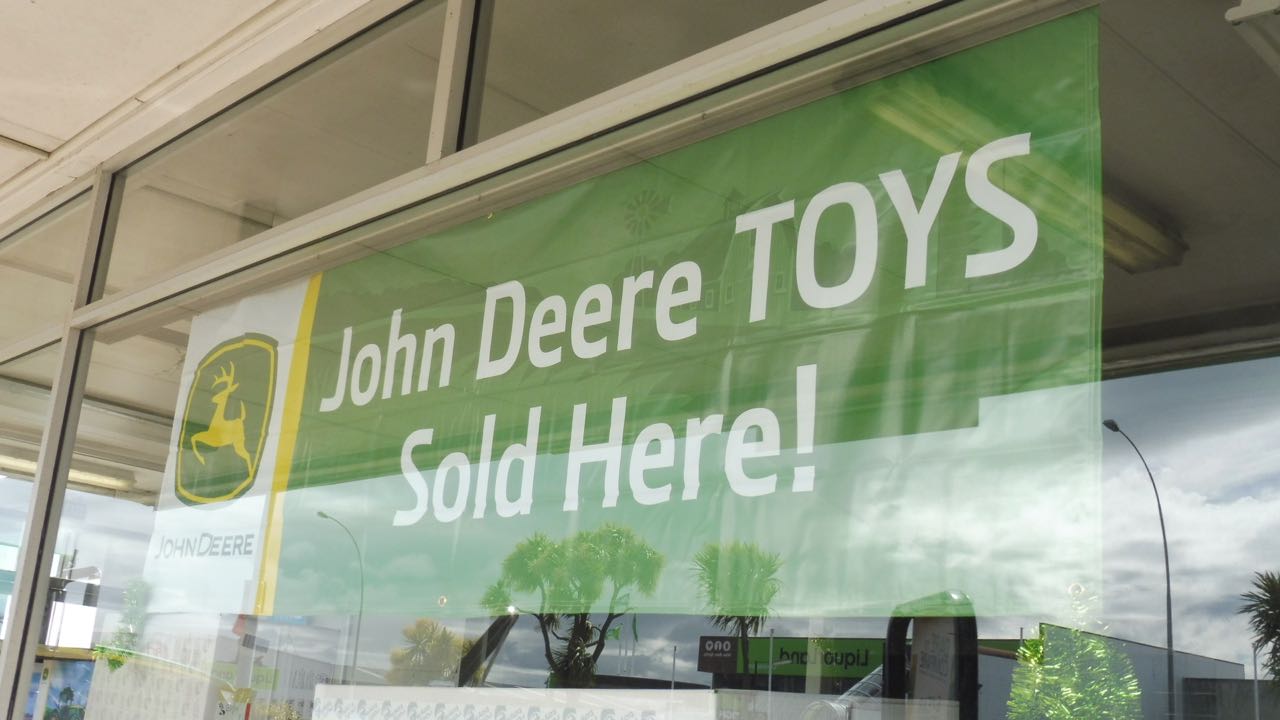 John Deere TOYS
Sold Here!
JOHN DEERE
Liquorland